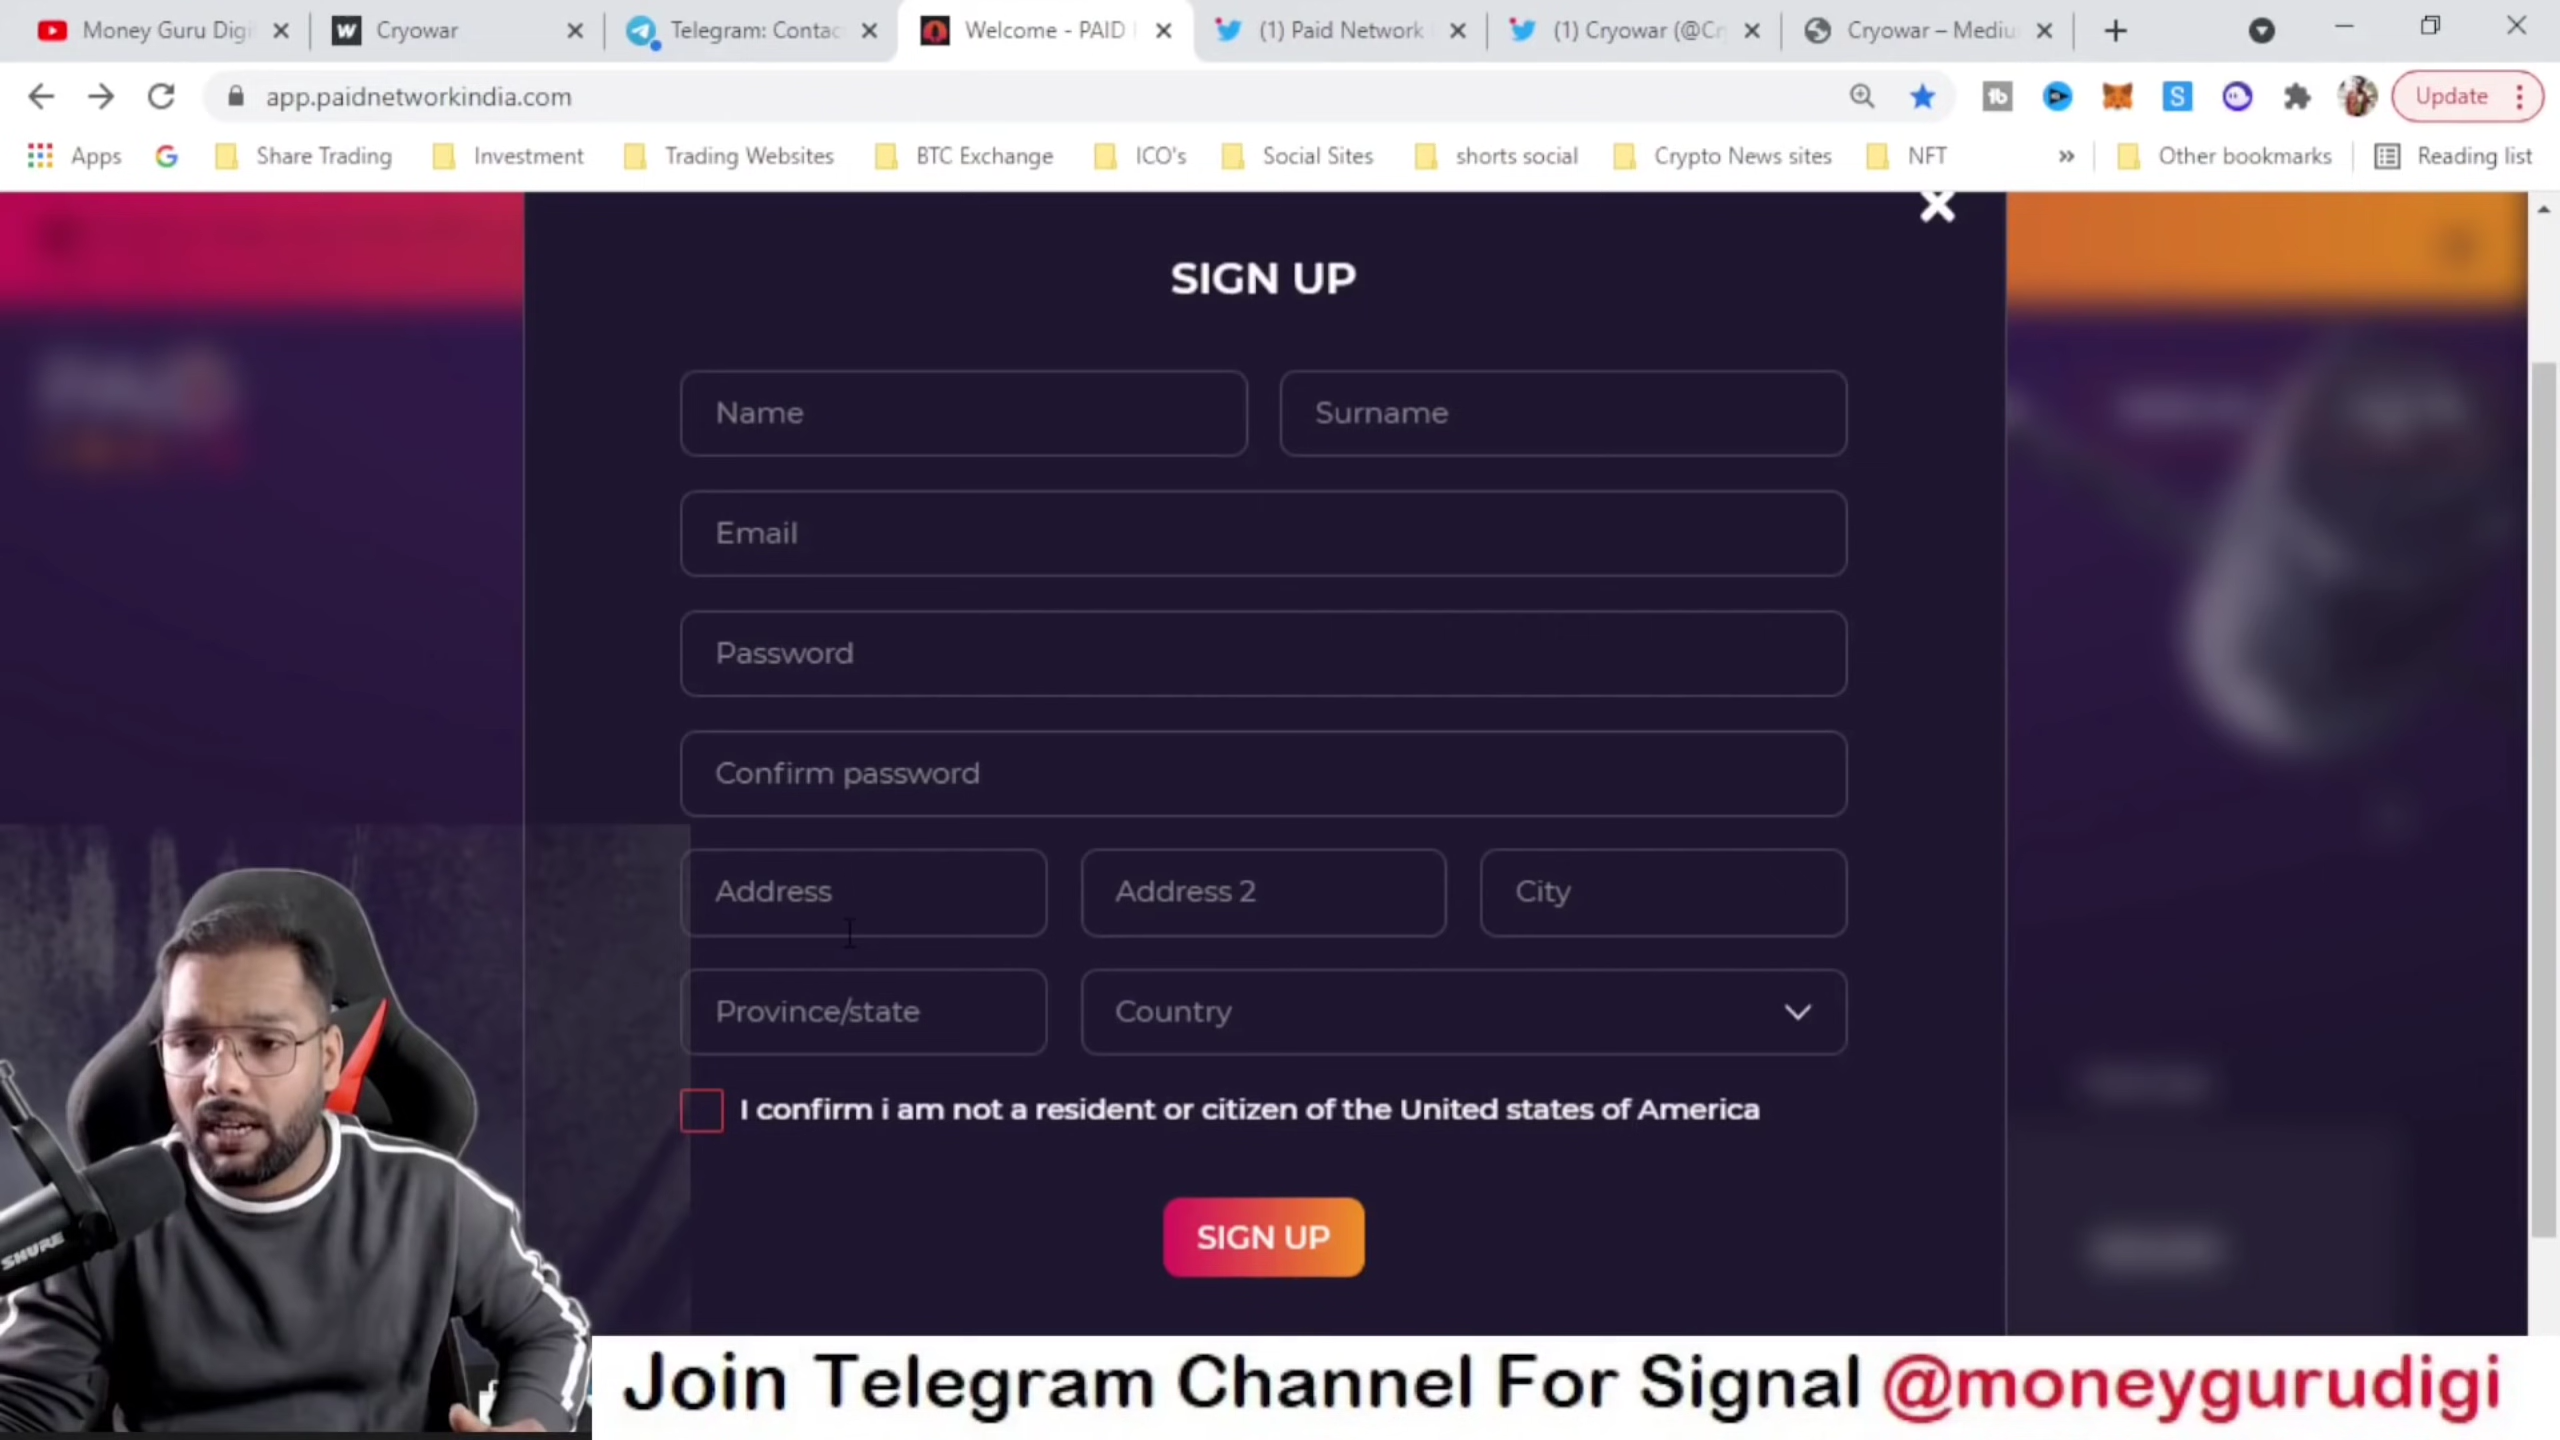 Money Guru Digi
Cryowar
Telegram: Contac
Welcome - PAID
(1) Paid Network
(1) Cryowar (@Cr
Cryowar – Mediu
app.paidnetworkindia.com
Update
Apps
Share Trading
Investment
Trading Websites
BTC Exchange
ICO's
Social Sites
shorts social
Crypto News sites
NFT
Other bookmarks
Reading list
SIGN UP
Name
Surname
Email
Password
Confirm password
Address
Address 2
City
Province/state
Country
I confirm i am not a resident or citizen of the United states of America
SIGN UP
SHURE
Join Telegram Channel For Signal @moneygurudigi